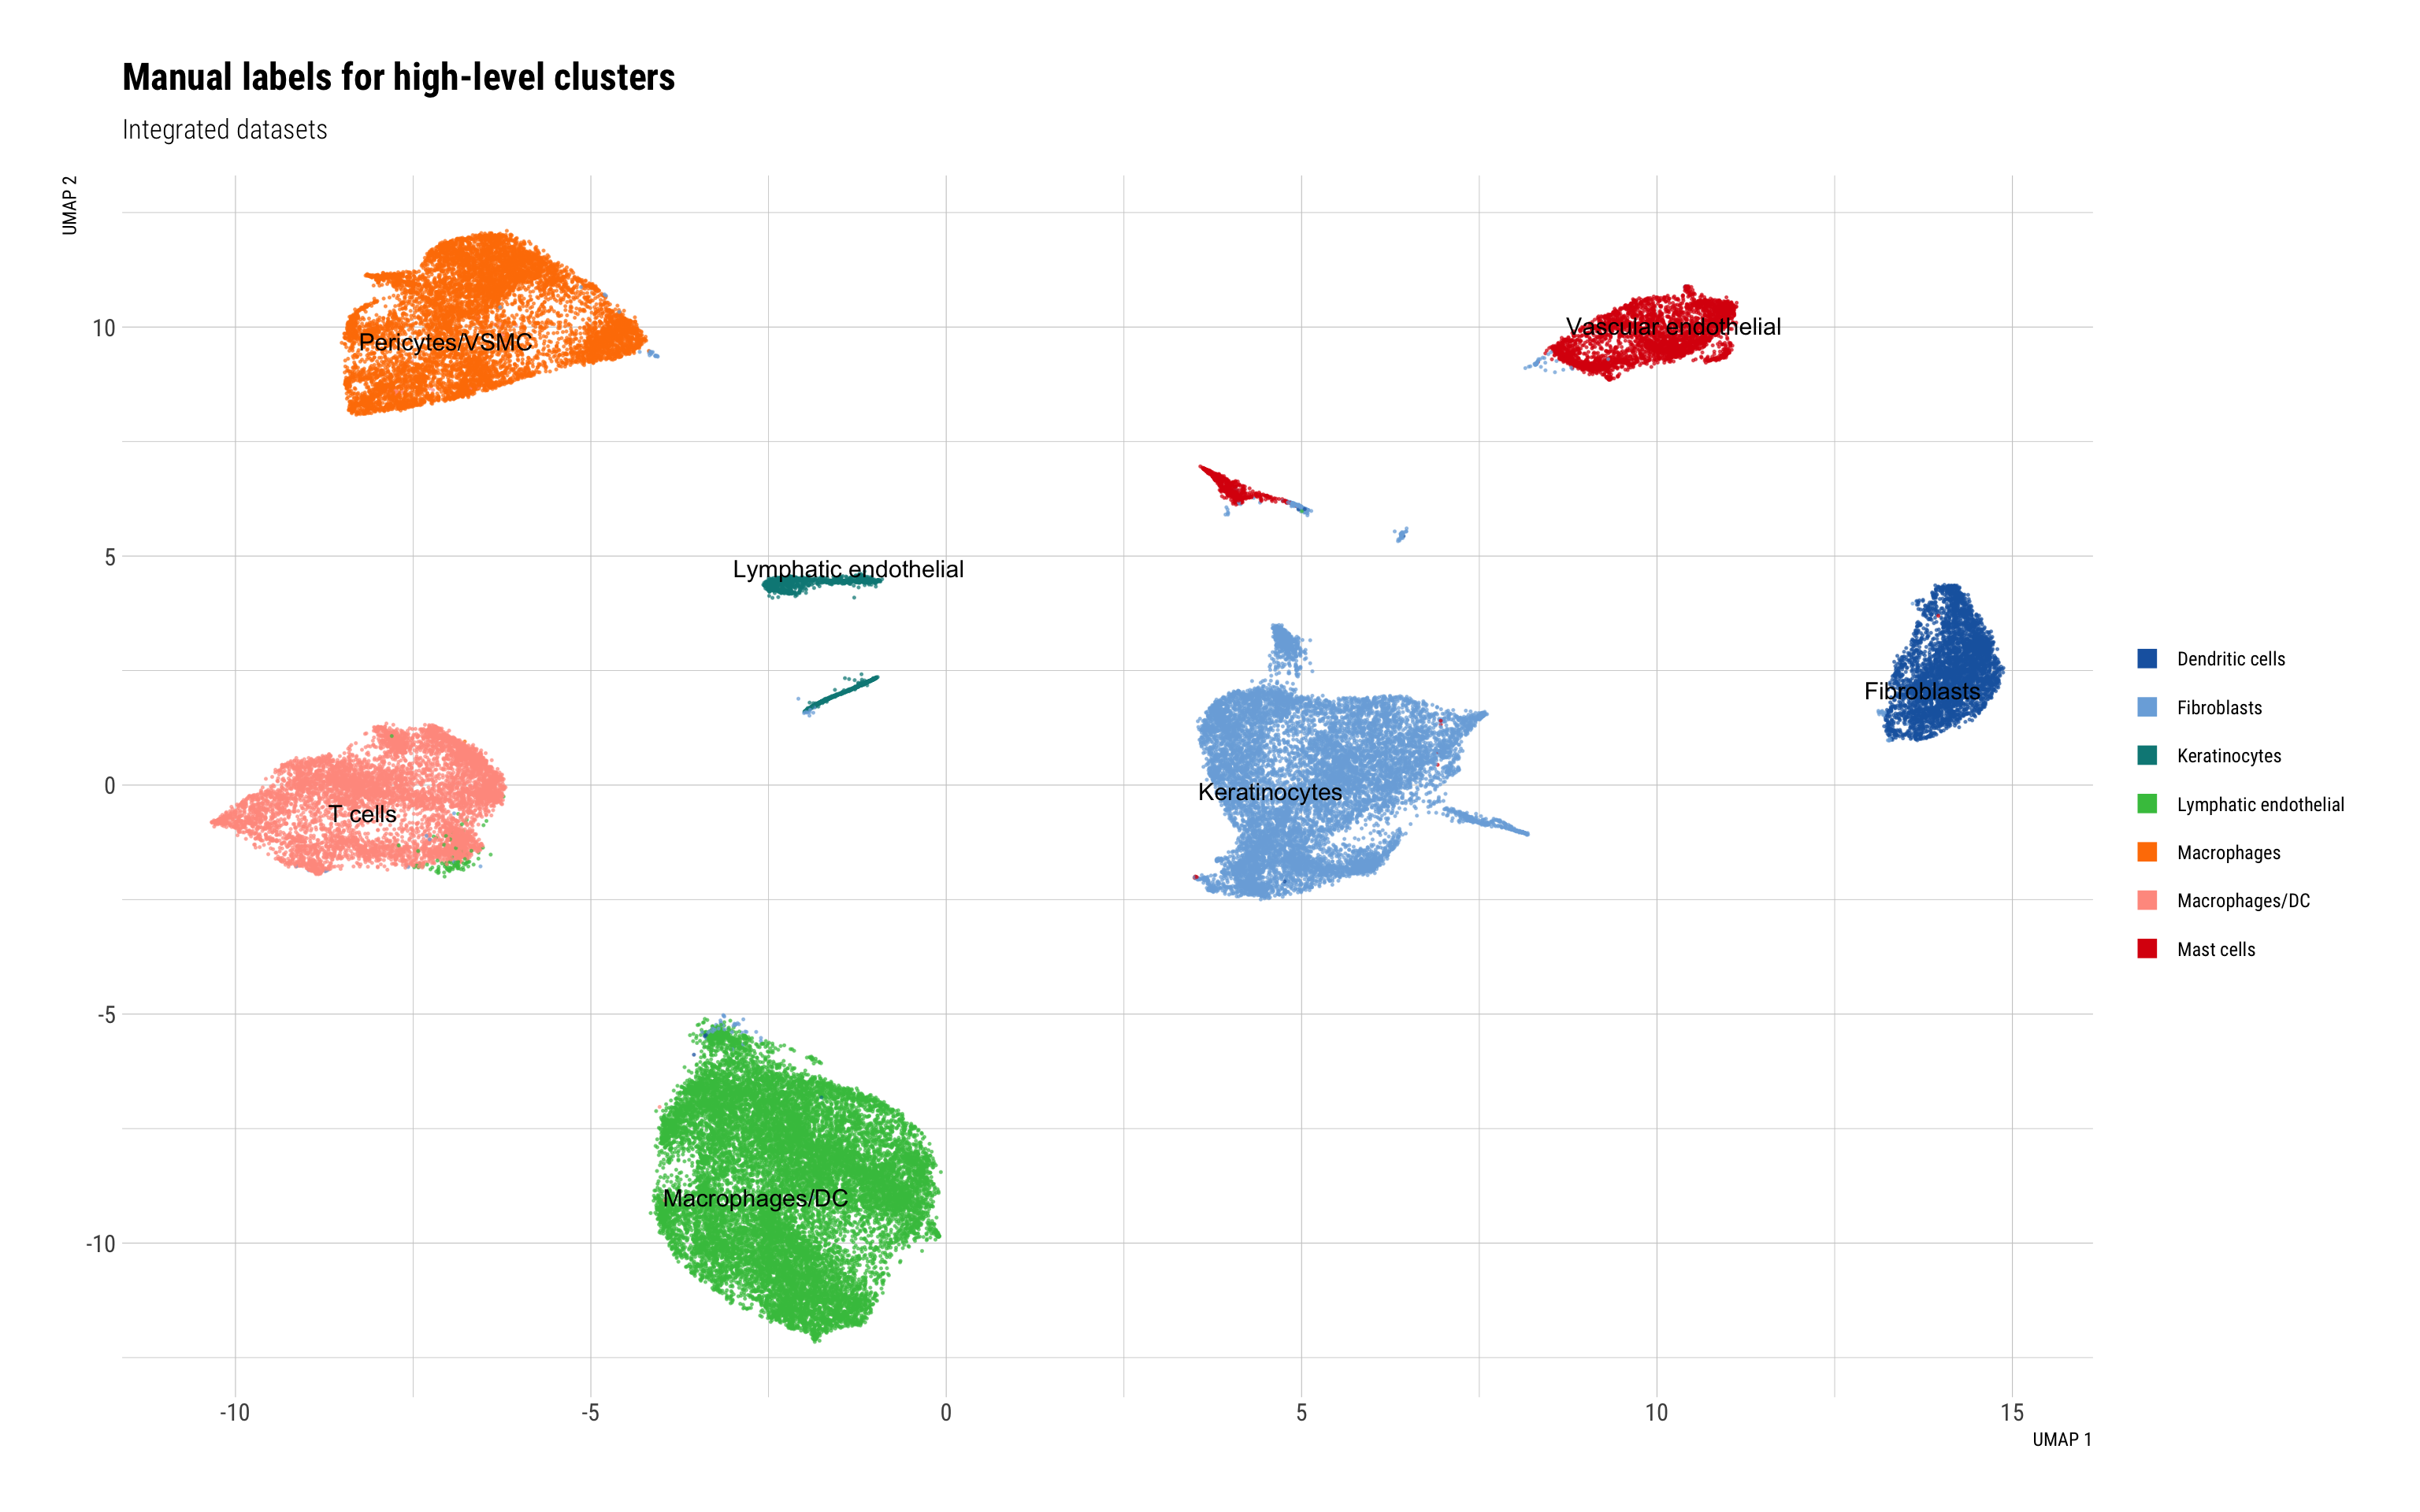 Manual labels for high-level clusters
Integrated datasets
UMAP 2
10
5
0
-5
-10
Pericytes/VSMC
Vascular endothelial
Lymphatic endothelial
Fibroblasts
Keratinocytes
T cells
Macrophages/DC
Dendritic cells
Fibroblasts
Keratinocytes
Lymphatic endothelial
Macrophages
Macrophages/DC
Mast cells
-10
-5
0
5
10
15
UMAP 1